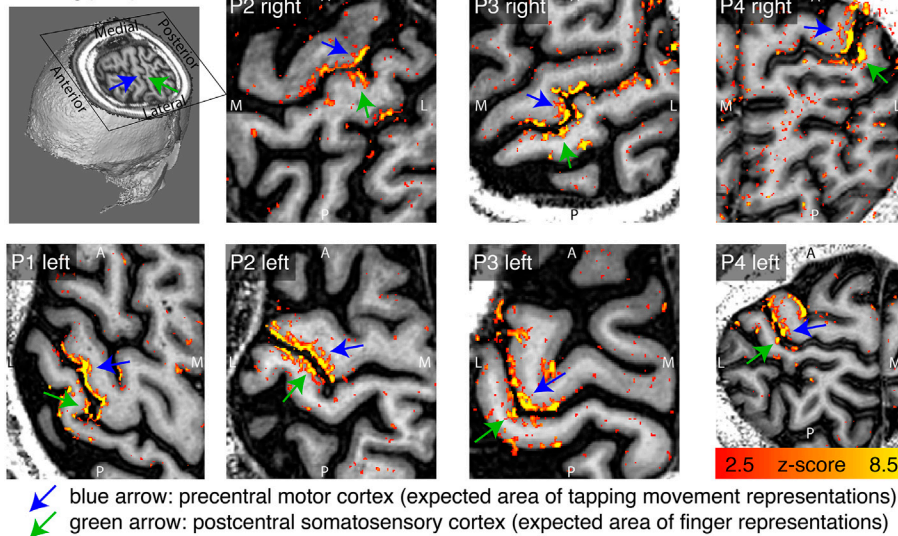 P2 right
P3 right
P4 right
Medial
Posterior
Anterior
Lateral
M
L
M
L
M
L
P
P
P
P1 left
A
P2 left
A
P3 left
A
P4 left
A
L
M
L
M
L
M
L
M
P
P
P
P
2.5 z-score 8.5
blue arrow: precentral motor cortex (expected area of tapping movement representations)
green arrow: postcentral somatosensory cortex (expected area of finger representations)